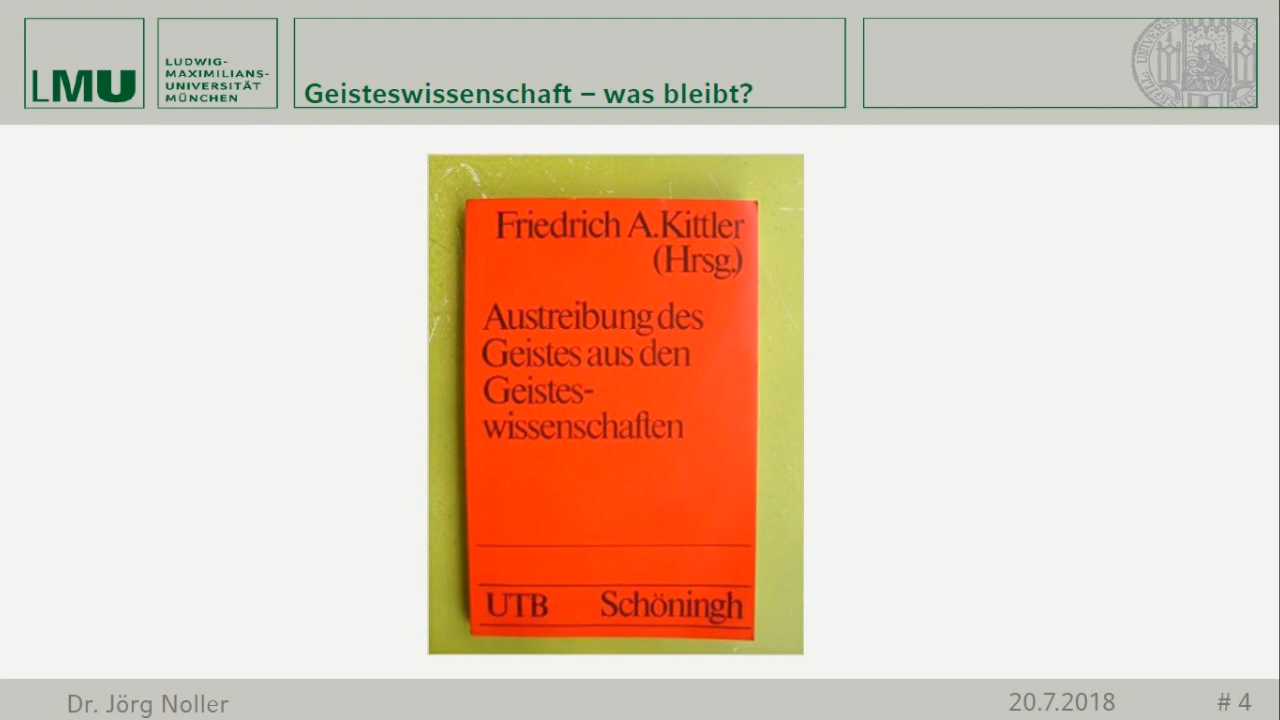 LMU
LUDWIG-
MAXIMILIANS-
UNIVERSITÄT
MÜNCHEN
Geisteswissenschaft – was bleibt?
Friedrich A. Kittler
(Hrsg.)
Austreibung des
Geistes aus den
Geistes-
wissenschaften
UTB Schöningh
Dr. Jörg Noller
20.7.2018
# 4